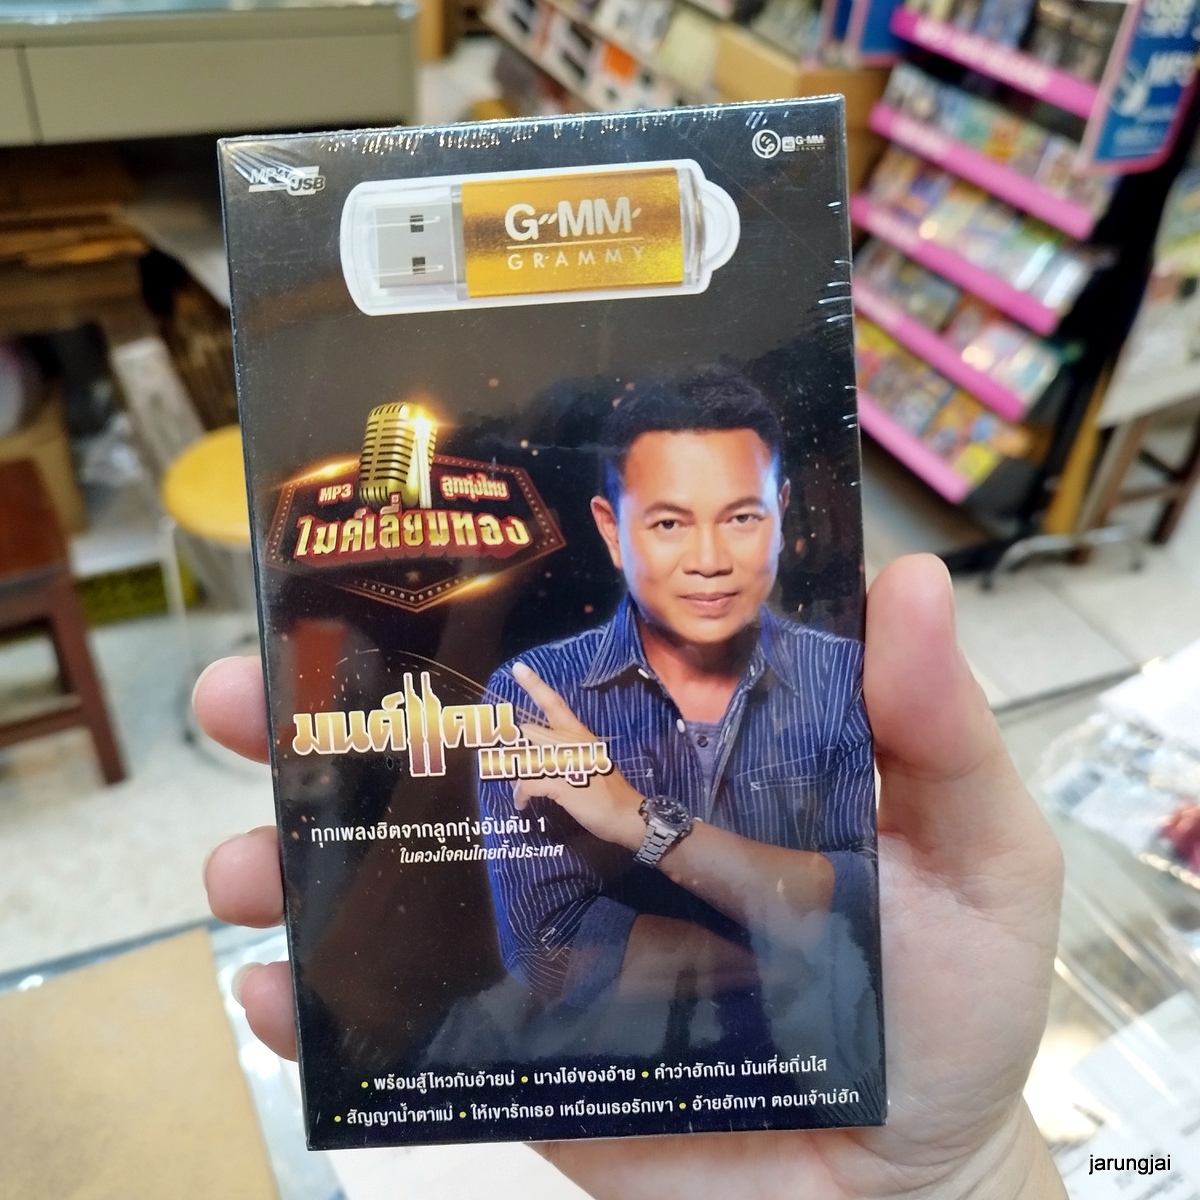 MP3 USB
G-MM
GRAMMY
G-MM
GRAMMY
MP3 ลูกทุ่งไทย
ไมค์เลี่ยมทอง
มนต์แคน
แก่นคูน
ทุกเพลงฮิตจากลูกทุ่งอันดับ 1
ในดวงใจคนไทยทั้งประเทศ
• พร้อมสู้ไหวกับอ้ายบ่ • นางไอ่ของอ้าย • คำว่าฮักกัน มันเหี่ยถิ่มไส
• สัญญาน้ำตาแม่ • ให้เขารักเธอ เหมือนเธอรักเขา • อ้ายฮักเขา ตอนเจ้าบ่ฮัก
jarungjai